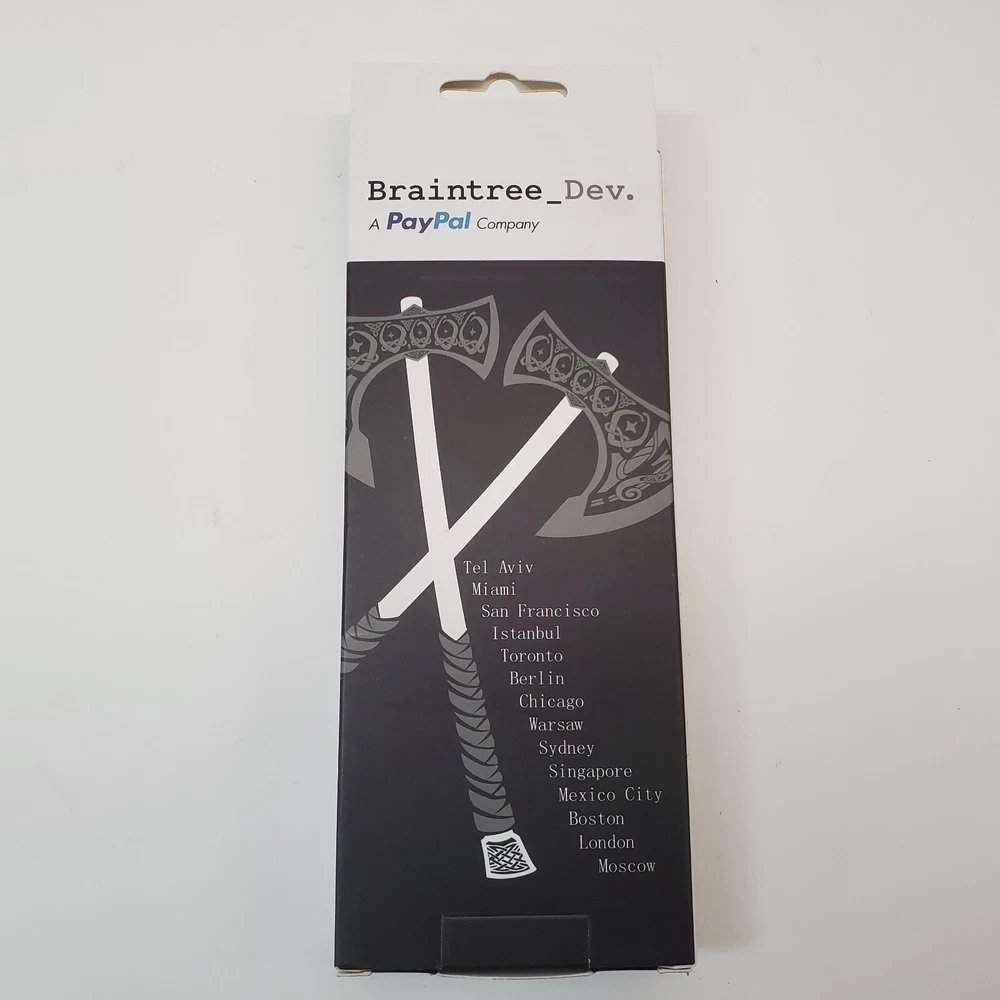 Braintree_Dev.
A PayPal Company
Tel Aviv
Miami
San Francisco
Istanbul
Toronto
Berlin
Chicago
Warsaw
Sydney
Singapore
Mexico City
Boston
London
Moscow